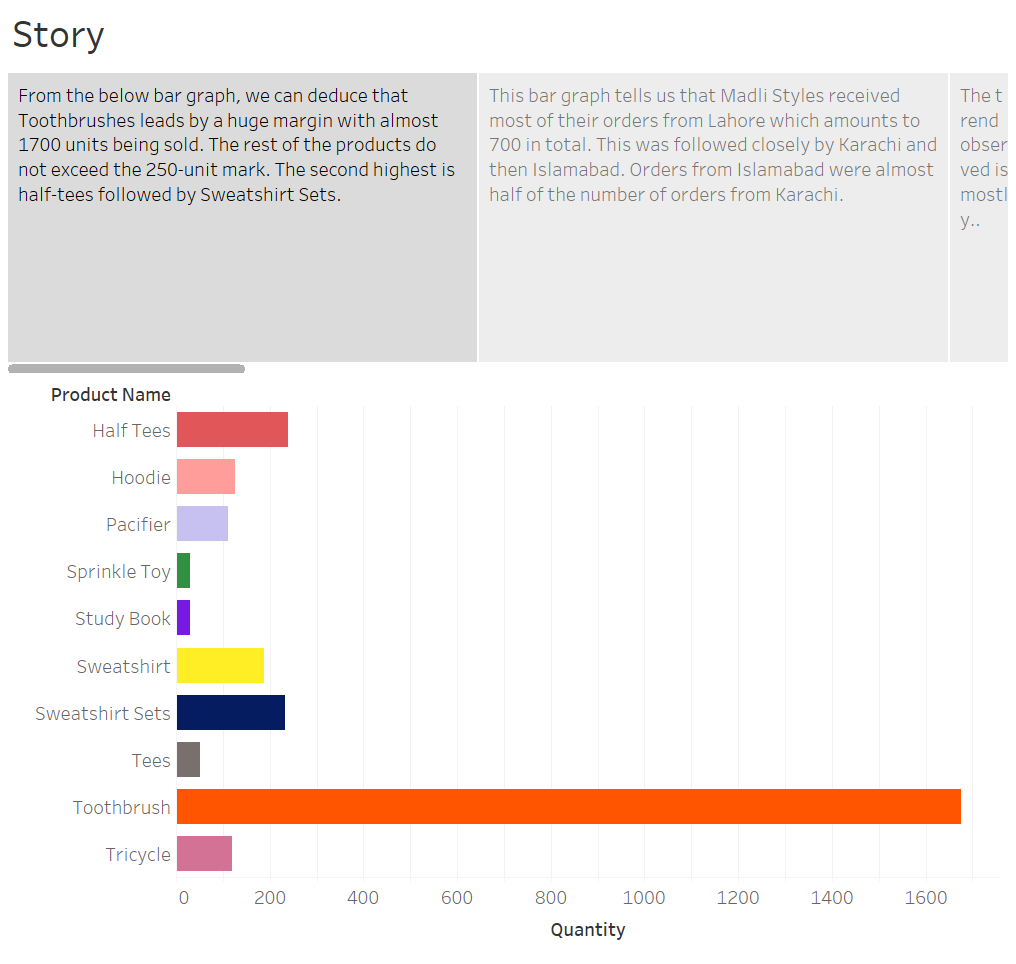 Story
From the below bar graph, we can deduce that
Toothbrushes leads by a huge margin with almost
1700 units being sold. The rest of the products do
not exceed the 250-unit mark. The second highest is
half-tees followed by Sweatshirt Sets.
This bar graph tells us that Madli Styles received
most of their orders from Lahore which amounts to
700 in total. This was followed closely by Karachi and
then Islamabad. Orders from Islamabad were almost
half of the number of orders from Karachi.
The t
rend
obser
ved is
mostl
y..
Product Name
Half Tees
Hoodie
Pacifier
Sprinkle Toy
Study Book
Sweatshirt
Sweatshirt Sets
Tees
Toothbrush
Tricycle
0 200 400 600 800 1000 1200 1400 1600
Quantity